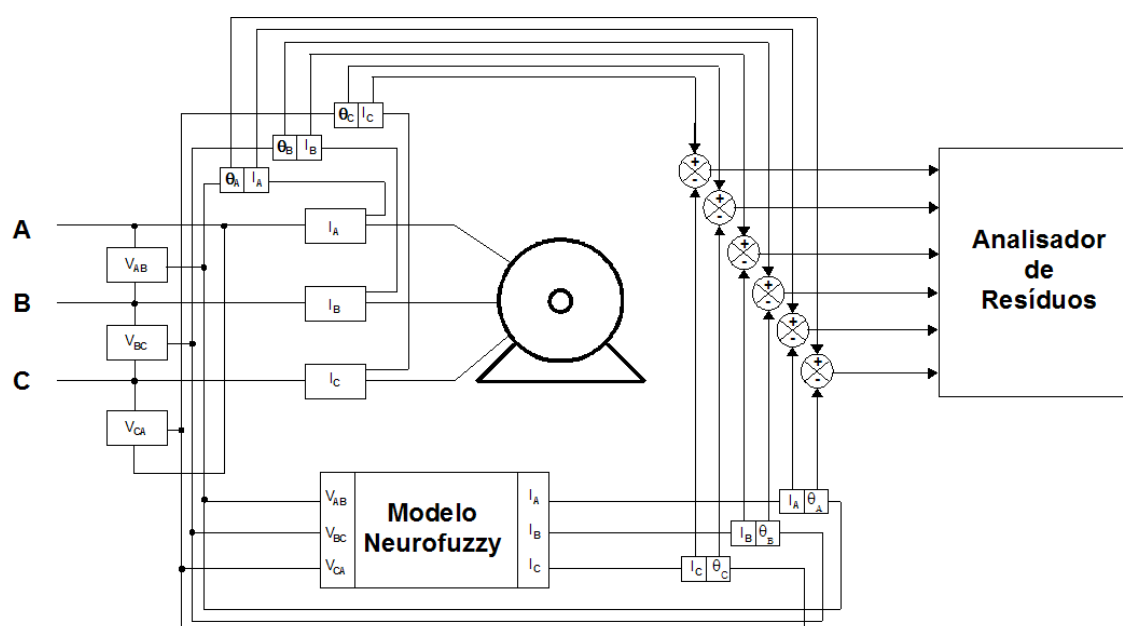 θC IC
θB IB
θA IA
+
-
+
-
A
IA
VAB
+
-
B
IB
+
-
VBC
+
-
C
IC
+
-
VCA
Analisador
de
Resíduos
VAB
IA
Modelo
Neurofuzzy
VBC
IB
VCA
IC
IA θA
IB θB
IC θC